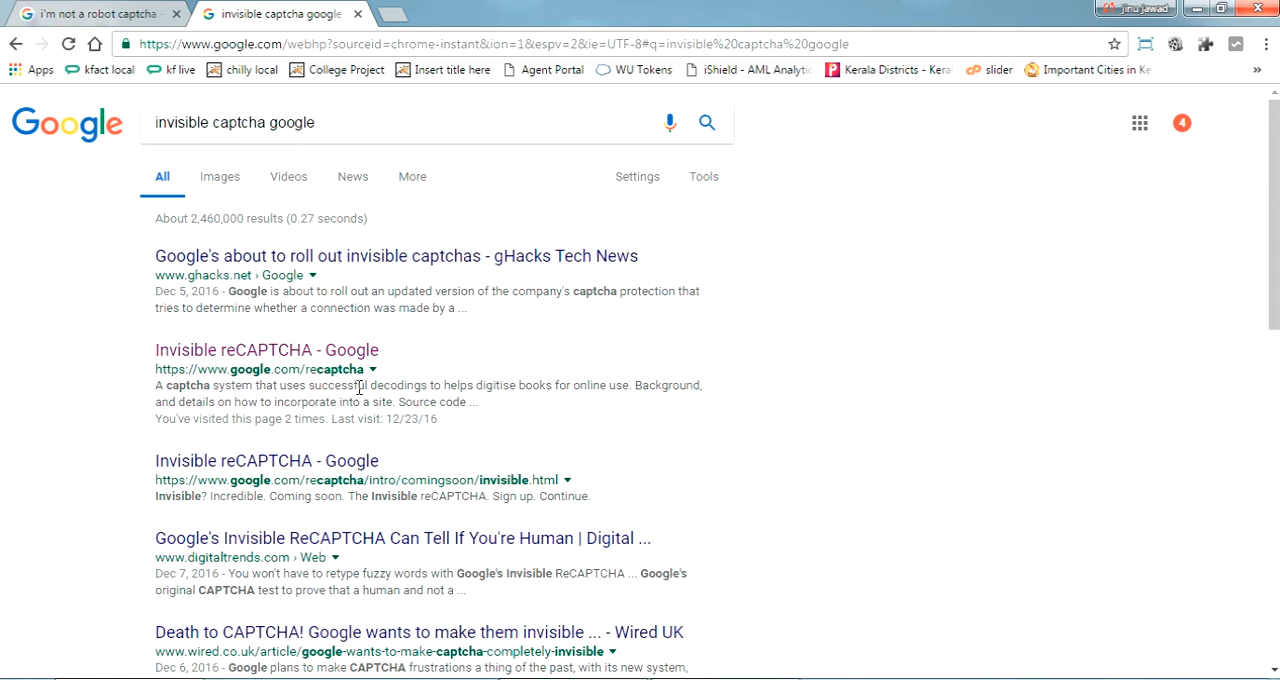 i'm not a robot captcha
invisible captcha google
jinu jawad
https://www.google.com/webhp?sourceid=chrome-instant&ion=1&espv=2&ie=UTF-8#q=invisible%20captcha%20google
Apps kfact local kf live chilly local College Project Insert title here Agent Portal WU Tokens iShield - AML Analytic Kerala Districts - Kera slider Important Cities in Ke »
Google
invisible captcha google
4
All Images Videos News More Settings Tools
About 2,460,000 results (0.27 seconds)
Google's about to roll out invisible captchas - gHacks Tech News
www.ghacks.net › Google
Dec 5, 2016 - Google is about to roll out an updated version of the company's captcha protection that
tries to determine whether a connection was made by a ...
Invisible reCAPTCHA - Google
https://www.google.com/recaptcha
A captcha system that uses successful decodings to helps digitise books for online use. Background,
and details on how to incorporate into a site. Source code ...
You've visited this page 2 times. Last visit: 12/23/16
Invisible reCAPTCHA - Google
https://www.google.com/recaptcha/intro/comingsoon/invisible.html
Invisible? Incredible. Coming soon. The Invisible reCAPTCHA. Sign up. Continue.
Google's Invisible ReCAPTCHA Can Tell If You're Human | Digital ...
www.digitaltrends.com › Web
Dec 7, 2016 - You won't have to retype fuzzy words with Google's Invisible ReCAPTCHA ... Google's
original CAPTCHA test to prove that a human and not a ...
Death to CAPTCHA! Google wants to make them invisible ... - Wired UK
www.wired.co.uk/article/google-wants-to-make-captcha-completely-invisible
Dec 6, 2016 - Google plans to make CAPTCHA frustrations a thing of the past, with its new system,